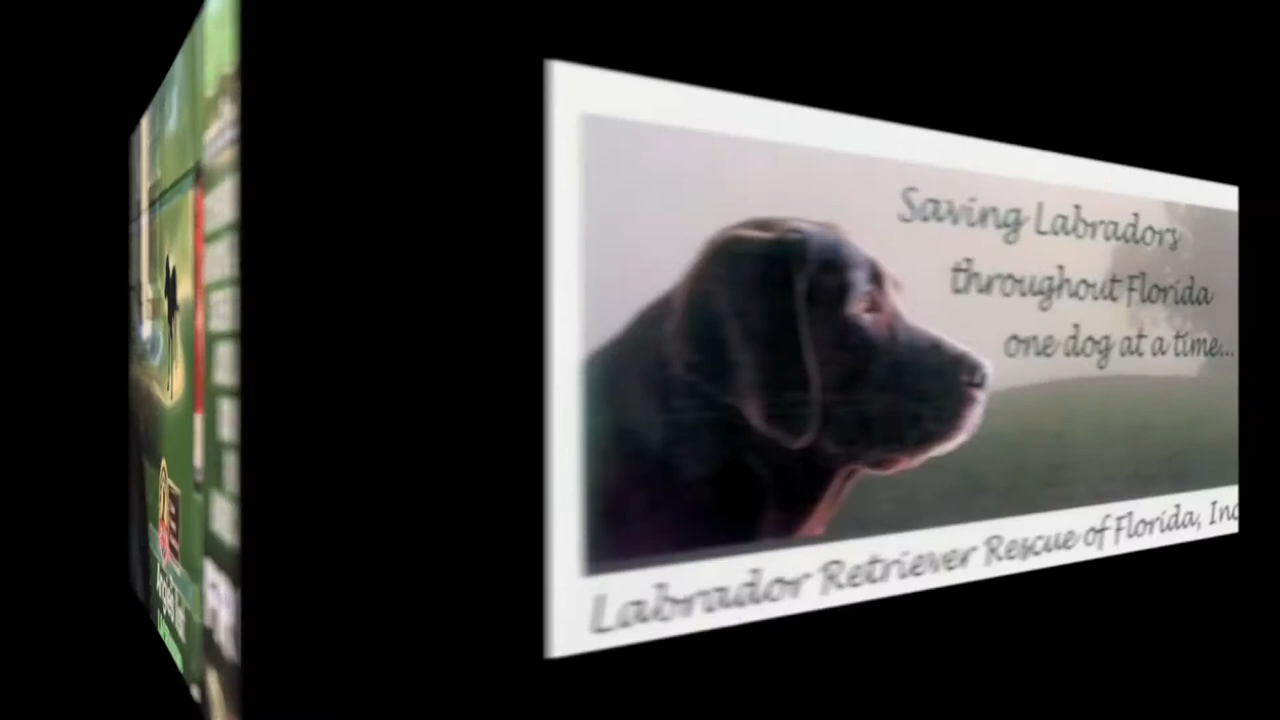 Saving Labradors
throughout Florida
one dog at a time...
Labrador Retriever Rescue of Florida, Inc